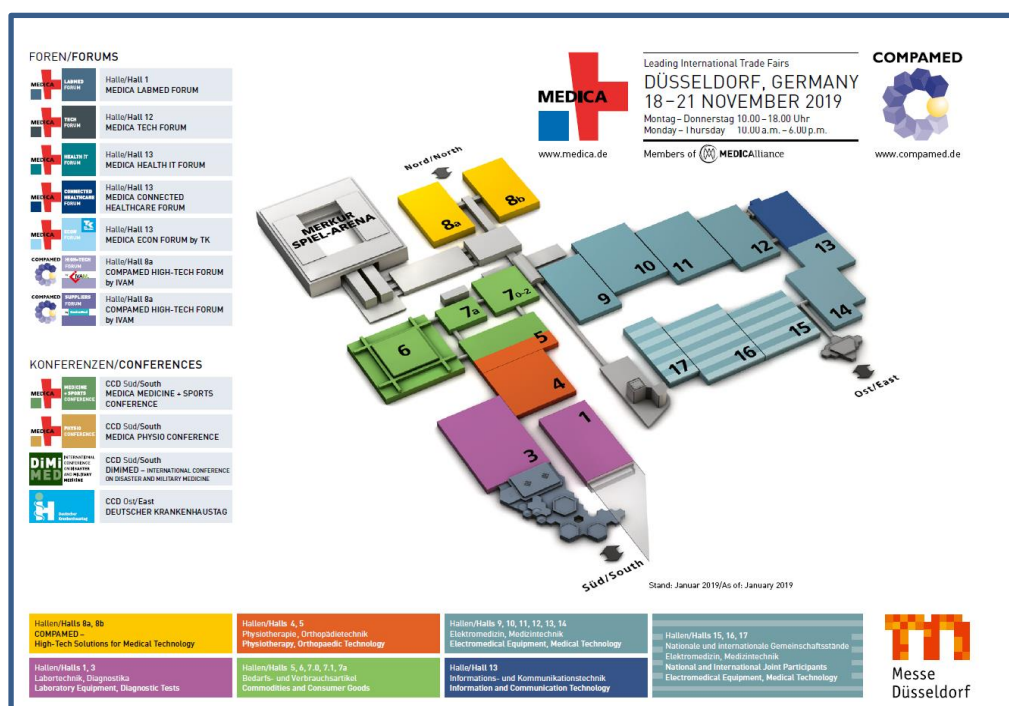 FOREN/FORUMS
MEDICA LABMED FORUM
Halle/Hall 1
MEDICA LABMED FORUM
MEDICA TECH FORUM
Halle/Hall 12
MEDICA TECH FORUM
MEDICA HEALTH IT FORUM
Halle/Hall 13
MEDICA HEALTH IT FORUM
MEDICA CONNECTED HEALTHCARE FORUM
Halle/Hall 13
MEDICA CONNECTED
HEALTHCARE FORUM
MEDICA ECON FORUM TK
Halle/Hall 13
MEDICA ECON FORUM by TK
COMPAMED HIGH-TECH FORUM by IVAM
Halle/Hall 8a
COMPAMED HIGH-TECH FORUM
by IVAM
COMPAMED SUPPLIERS FORUM
Halle/Hall 8a
COMPAMED HIGH-TECH FORUM
by IVAM
KONFERENZEN/CONFERENCES
MEDICA MEDICINE + SPORTS CONFERENCE
CCD Süd/South
MEDICA MEDICINE + SPORTS
CONFERENCE
MEDICA PHYSIO CONFERENCE
CCD Süd/South
MEDICA PHYSIO CONFERENCE
DiMi MED INTERNATIONAL CONFERENCE ON DISASTER AND MILITARY MEDICINE
CCD Süd/South
DIMIMED – INTERNATIONAL CONFERENCE
ON DISASTER AND MILITARY MEDICINE
Deutscher Krankenhaustag
CCD Ost/East
DEUTSCHER KRANKENHAUSTAG
MEDICA
www.medica.de
Leading International Trade Fairs
DÜSSELDORF, GERMANY
18–21 NOVEMBER 2019
Montag – Donnerstag 10.00 – 18.00 Uhr
Monday – Thursday 10.00 a.m. – 6.00 p.m.
Members of MEDICAlliance
COMPAMED
www.compamed.de
Nord/North
MERKUR
SPIEL-ARENA
8a
8b
9
10
11
12
13
14
15
16
17
7a
7 0-2
6
5
4
3
1
Ost/East
Süd/South
Stand: Januar 2019/As of: January 2019
Hallen/Halls 8a, 8b
COMPAMED –
High-Tech Solutions for Medical Technology
Hallen/Halls 4, 5
Physiotherapie, Orthopädietechnik
Physiotherapy, Orthopaedic Technology
Hallen/Halls 9, 10, 11, 12, 13, 14
Elektromedizin, Medizintechnik
Electromedical Equipment, Medical Technology
Hallen/Halls 15, 16, 17
Nationale und internationale Gemeinschaftsstände
Elektromedizin, Medizintechnik
National and International Joint Participants
Electromedical Equipment, Medical Technology
Hallen/Halls 1, 3
Labortechnik, Diagnostika
Laboratory Equipment, Diagnostic Tests
Hallen/Halls 5, 6, 7.0, 7.1, 7a
Bedarfs- und Verbrauchsartikel
Commodities and Consumer Goods
Halle/Hall 13
Informations- und Kommunikationstechnik
Information and Communication Technology
Messe
Düsseldorf